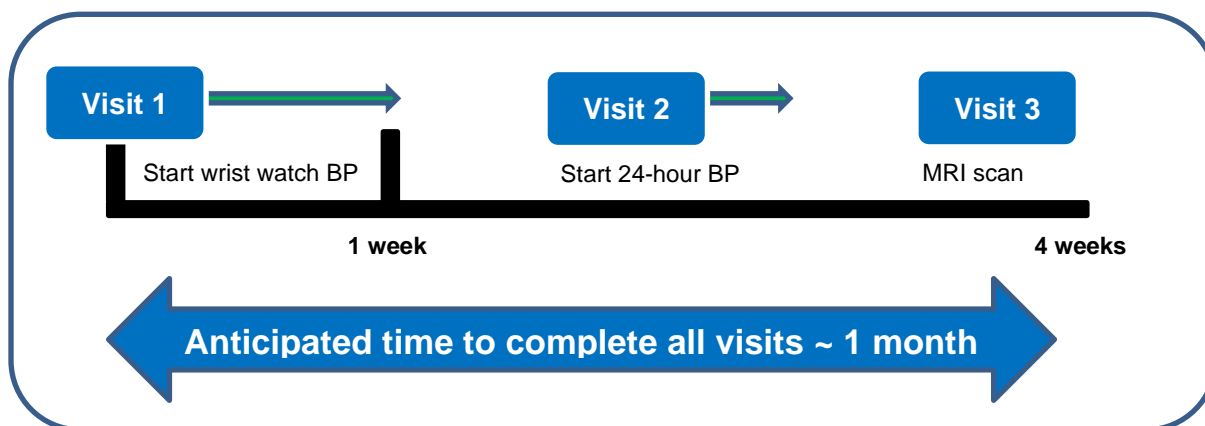 Visit 1
Visit 2
Visit 3
Start wrist watch BP
Start 24-hour BP
MRI scan
1 week
4 weeks
Anticipated time to complete all visits ~ 1 month